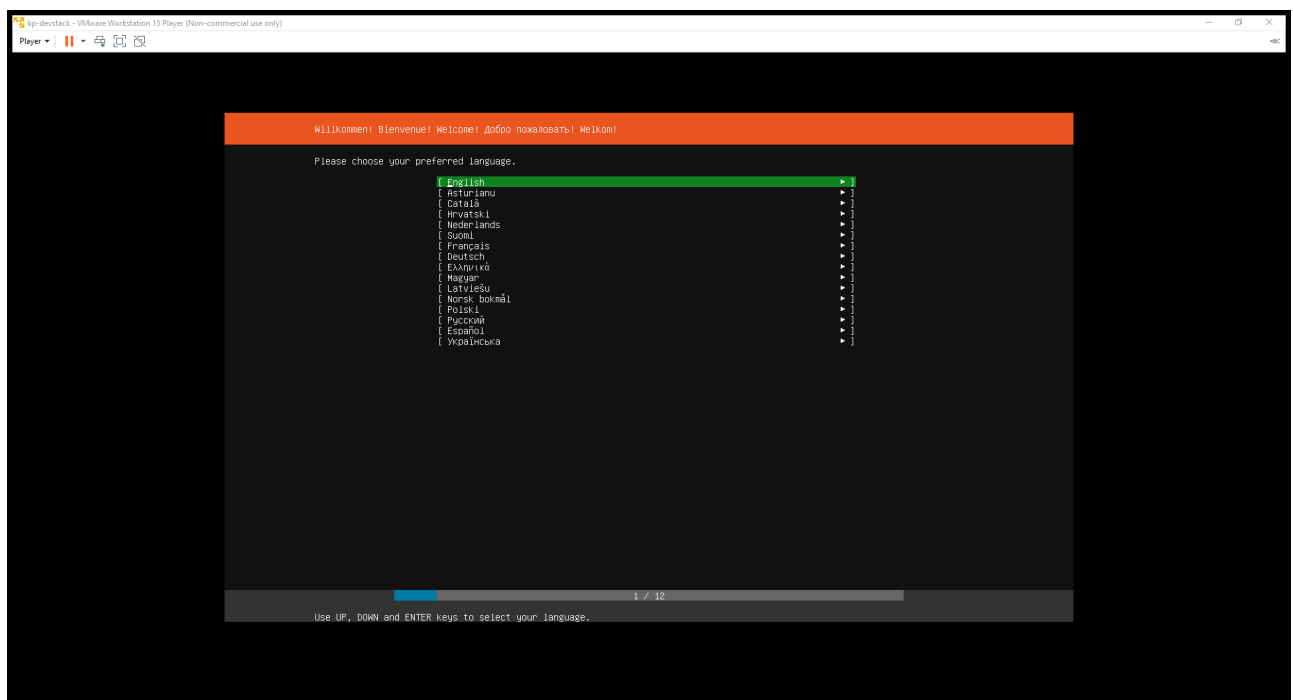 kp-devstack - VMware Workstation 15 Player (Non-commercial use only)
Player
Willkommen! Bienvenue! Welcome! Добро пожаловать! Welkom!
Please choose your preferred language.
[ English ► ]
[ Asturianu ► ]
[ Català ► ]
[ Hrvatski ► ]
[ Nederlands ► ]
[ Suomi ► ]
[ Français ► ]
[ Deutsch ► ]
[ Ελληνικά ► ]
[ Magyar ► ]
[ Latviešu ► ]
[ Norsk bokmål ► ]
[ Polski ► ]
[ Русский ► ]
[ Español ► ]
[ Українська ► ]
1 / 12
Use UP, DOWN and ENTER keys to select your language.